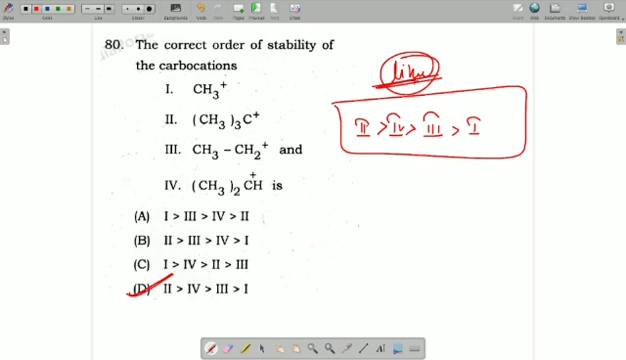 80. The correct order of stability of
the carbocations
I. CH₃⁺
II. (CH₃)₃C⁺
III. CH₃ – CH₂⁺ and
IV. (CH₃)₂ C⁺H is
(A) I > III > IV > II
(B) II > III > IV > I
(C) I > IV > II > III
(D) II > IV > III > I
II > IV > III > I